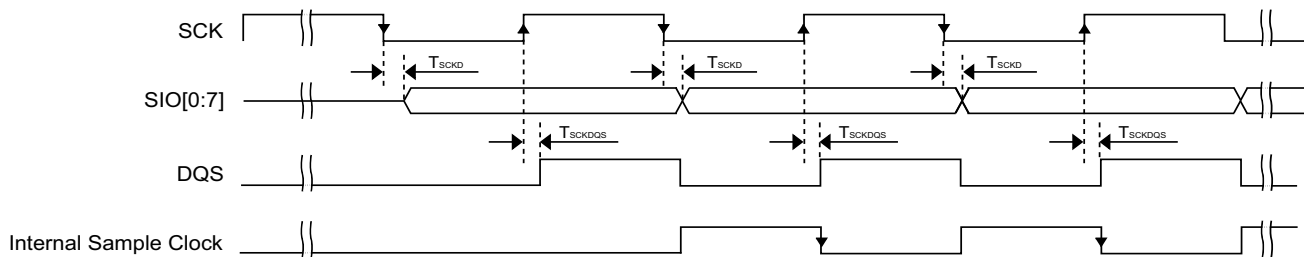 SCK
TSCKD TSCKD TSCKD
SIO[0:7]
TSCKDQS TSCKDQS TSCKDQS
DQS
Internal Sample Clock